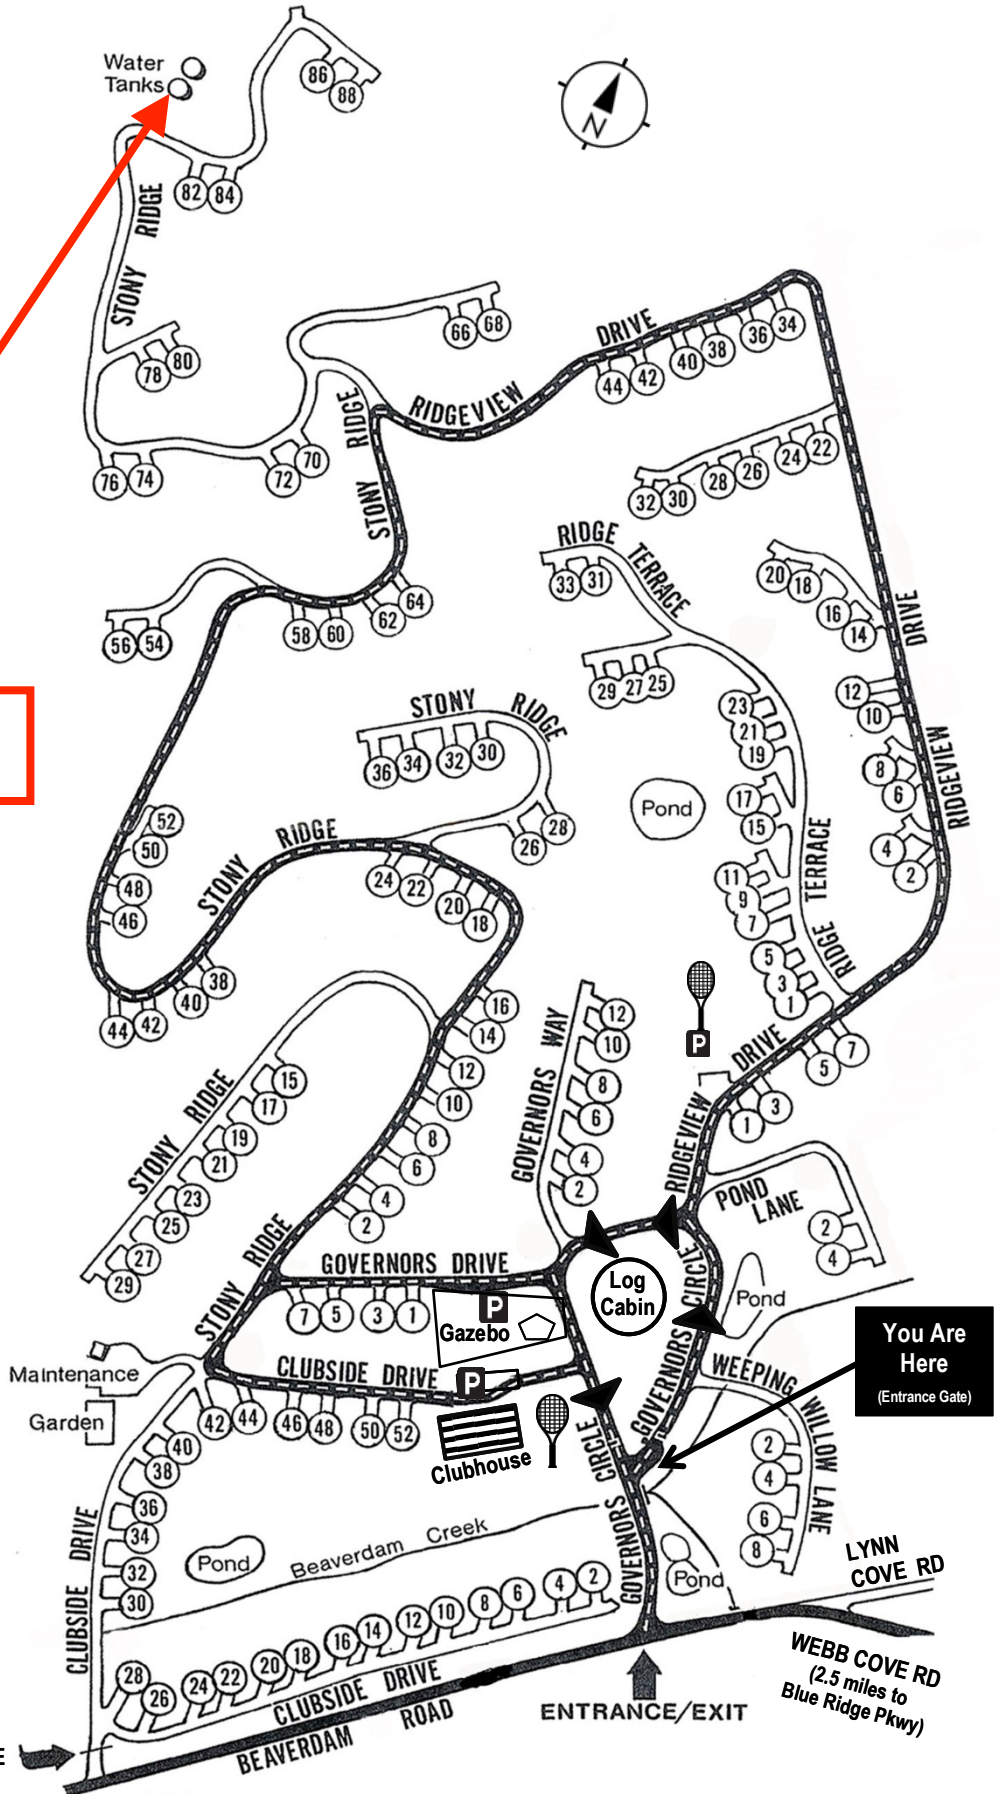 Water
Tanks
86
88
N
82
84
STONY RIDGE
78
80
66
68
DRIVE
36
34
40
38
44
42
RIDGEVIEW
STONY RIDGE
76
74
72
70
32
30
28
26
24
22
RIDGE TERRACE
33
31
20
18
16
14
DRIVE
56
54
58
60
62
64
29
27
25
12
10
23
21
19
STONY RIDGE
36
34
32
30
8
6
RIDGEVIEW
Pond
17
15
52
50
48
46
STONY RIDGE
28
26
24
22
20
18
4
2
11
9
7
RIDGE TERRACE
5
3
1
44
42
40
38
16
14
12
10
8
6
4
2
GOVERNORS WAY
12
10
8
6
4
2
P
DRIVE
7
5
3
1
RIDGEVIEW
STONY RIDGE
15
17
19
21
23
25
27
29
POND
LANE
2
4
STONY RIDGE
GOVERNORS DRIVE
7
5
3
1
P
Gazebo
Log
Cabin
GOVERNORS CIRCLE
Pond
You Are
Here
(Entrance Gate)
Maintenance
Garden
CLUBSIDE DRIVE
P
42
44
46
48
50
52
Clubhouse
WEEPING WILLOW LANE
2
4
6
8
GOVERNORS CIRCLE
40
38
36
34
32
30
CLUBSIDE DRIVE
Pond
Beaverdam Creek
Pond
LYNN
COVE RD
28
26
24
22
20
18
16
14
12
10
8
6
4
2
CLUBSIDE DRIVE
BEAVERDAM ROAD
ENTRANCE/EXIT
WEBB COVE RD
(2.5 miles to
Blue Ridge Pkwy)
E